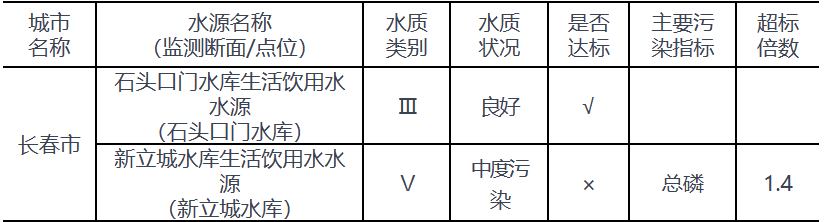 城市
名称
水源名称
（监测断面/点位）
水质
类别
水质
状况
是否
达标
主要污
染指标
超标
倍数
长春市
石头口门水库生活饮用水
水源
（石头口门水库）
Ⅲ
良好
√
新立城水库生活饮用水水
源
（新立城水库）
Ⅴ
中度污
染
×
总磷
1.4